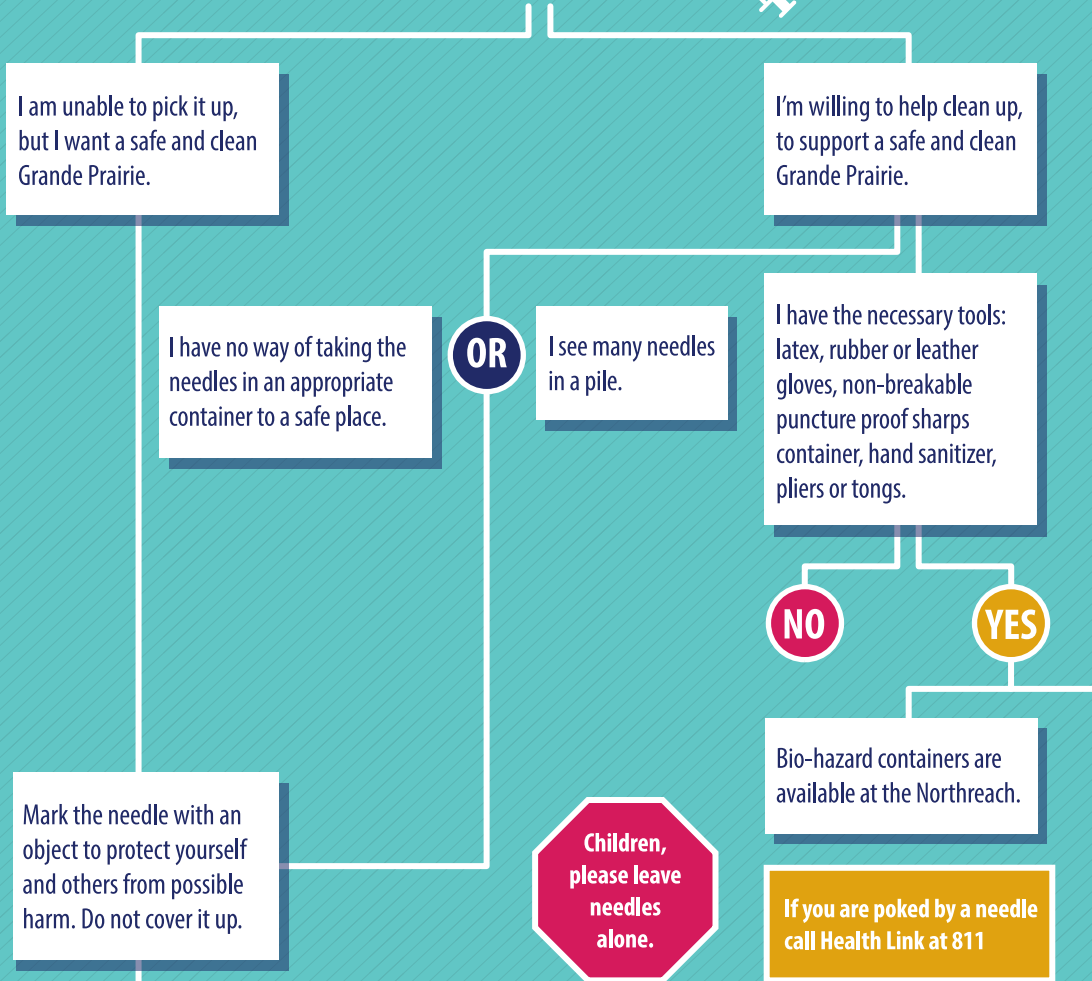 I am unable to pick it up,
but I want a safe and clean
Grande Prairie.
I'm willing to help clean up,
to support a safe and clean
Grande Prairie.
I have no way of taking the
needles in an appropriate
container to a safe place.
OR
I see many needles
in a pile.
I have the necessary tools:
latex, rubber or leather
gloves, non-breakable
puncture proof sharps
container, hand sanitizer,
pliers or tongs.
NO
YES
Bio-hazard containers are
available at the Northreach.
Mark the needle with an
object to protect yourself
and others from possible
harm. Do not cover it up.
Children,
please leave
needles
alone.
If you are poked by a needle
call Health Link at 811